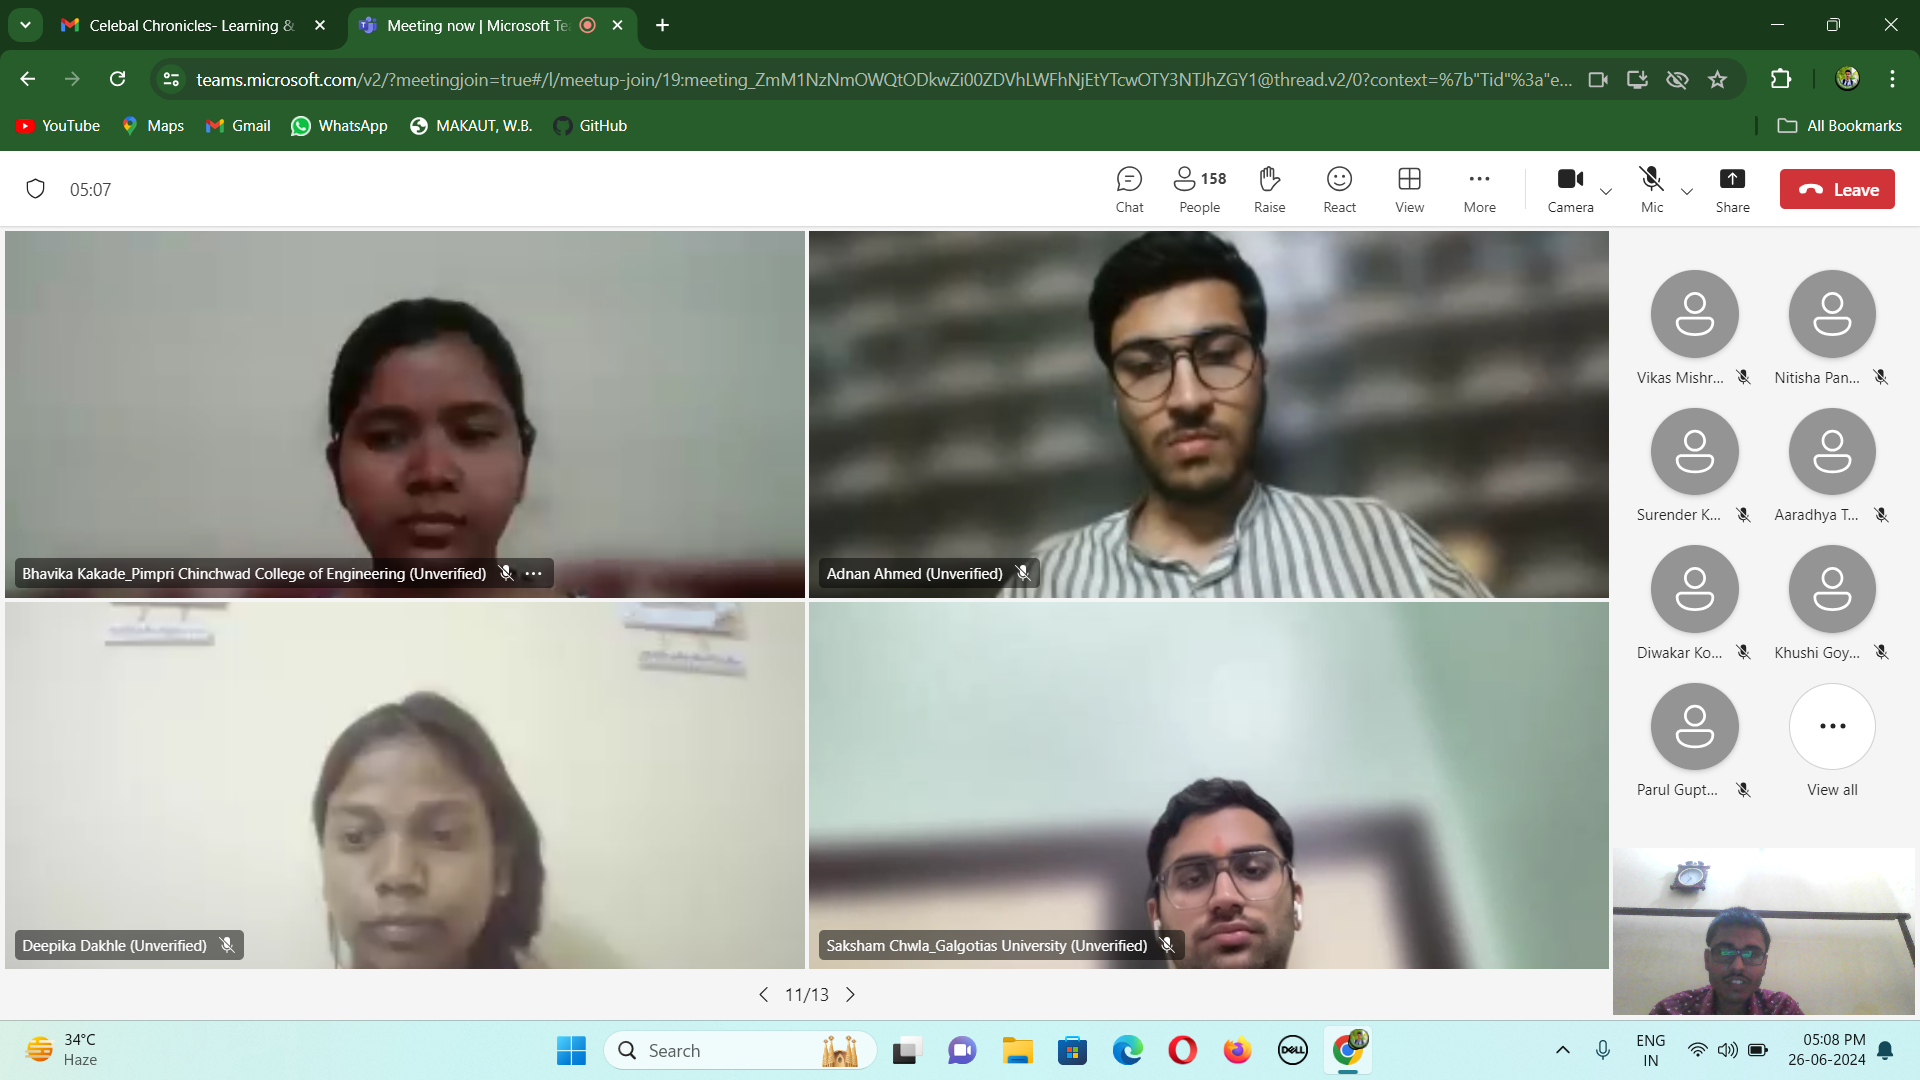 Celebal Chronicles- Learning &
Meeting now | Microsoft Te
teams.microsoft.com/v2/?meetingjoin=true#/l/meetup-join/19:meeting_ZmM1NzNmOWQtODkwZi00ZDVhLWFhNjEtYTcwOTY3NTJhZGY1@thread.v2/0?context=%7b"Tid"%3a"e...
YouTube Maps Gmail WhatsApp MAKAUT, W.B. GitHub All Bookmarks
05:07
158
Chat People Raise React View More Camera Mic Share Leave
Bhavika Kakade_Pimpri Chinchwad College of Engineering (Unverified)
Adnan Ahmed (Unverified)
Deepika Dakhle (Unverified)
Saksham Chwla_Galgotias University (Unverified)
Vikas Mishr... Nitisha Pan...
Surender K... Aaradhya T...
Diwakar Ko... Khushi Goy...
Parul Gupt... View all
11/13
34°C
Haze
Search
DELL
ENG
IN
05:08 PM
26-06-2024